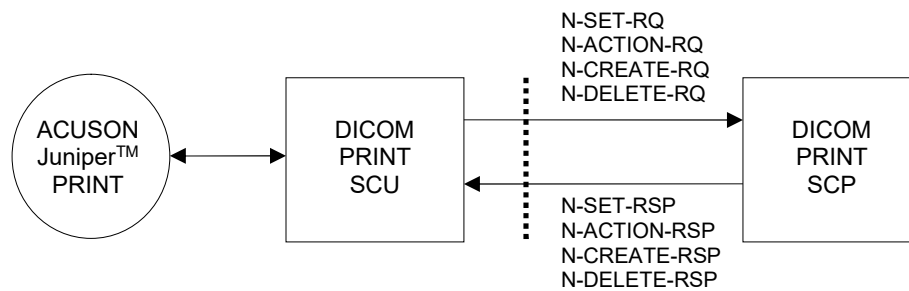 N-SET-RQ
N-ACTION-RQ
N-CREATE-RQ
N-DELETE-RQ
ACUSON
Juniper™
PRINT
DICOM
PRINT
SCU
DICOM
PRINT
SCP
N-SET-RSP
N-ACTION-RSP
N-CREATE-RSP
N-DELETE-RSP